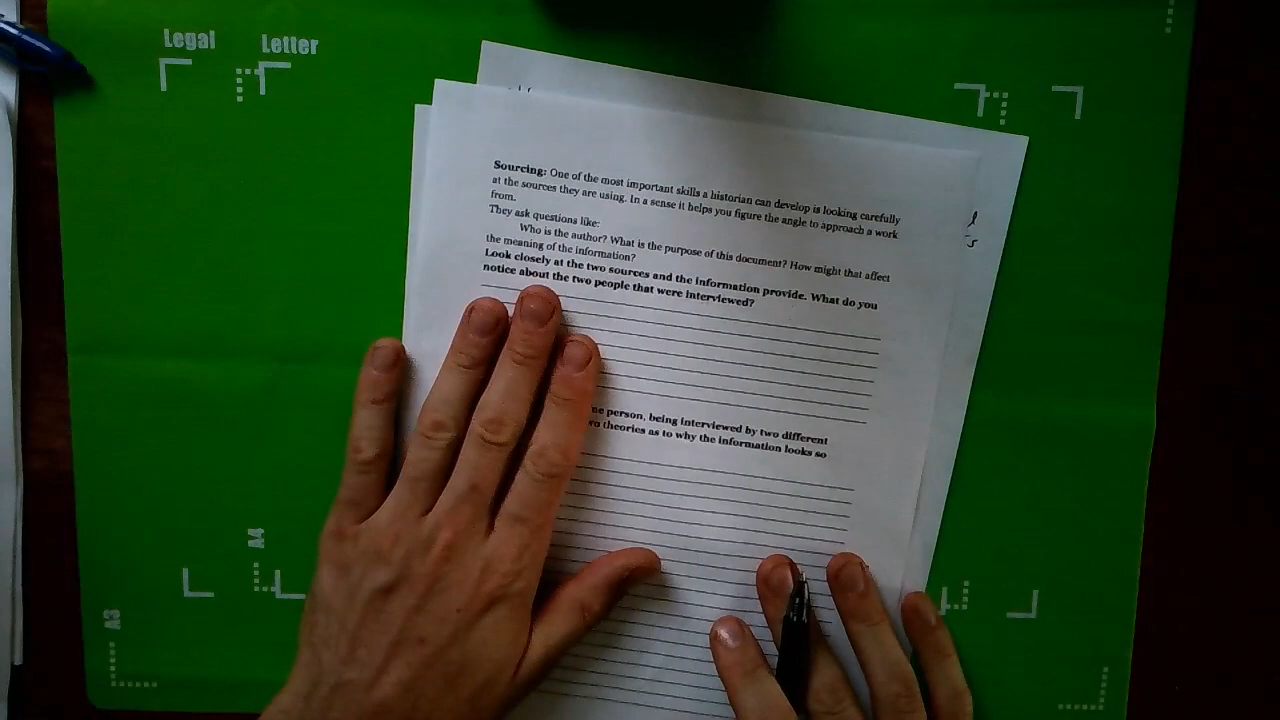 Legal
Letter
Sourcing: One of the most important skills a historian can develop is looking carefully
at the sources they are using. In a sense it helps you figure the angle to approach a work
from.
They ask questions like:
Who is the author? What is the purpose of this document? How might that affect
the meaning of the information?
Look closely at the two sources and the information provide. What do you
notice about the two people that were interviewed?
person, being interviewed by two different
theories as to why the information looks so
A4
A3